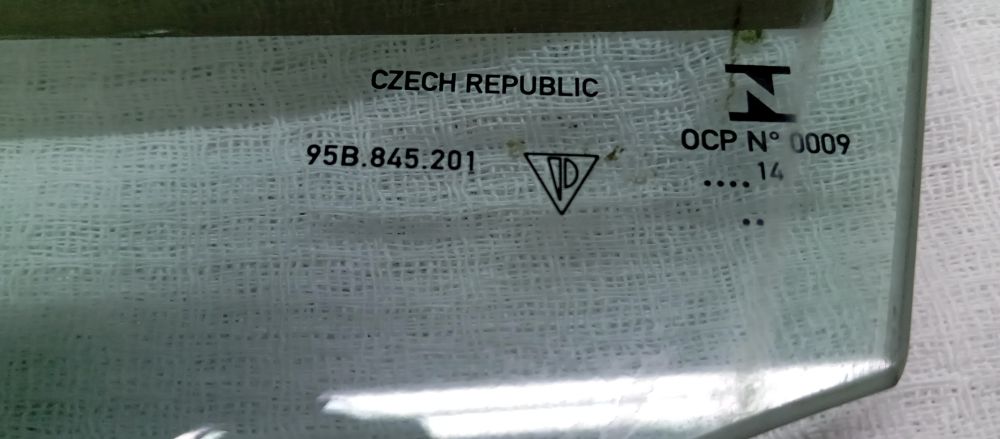 CZECH REPUBLIC
N
OCP N° 0009
95B.845.201
.... 14
..